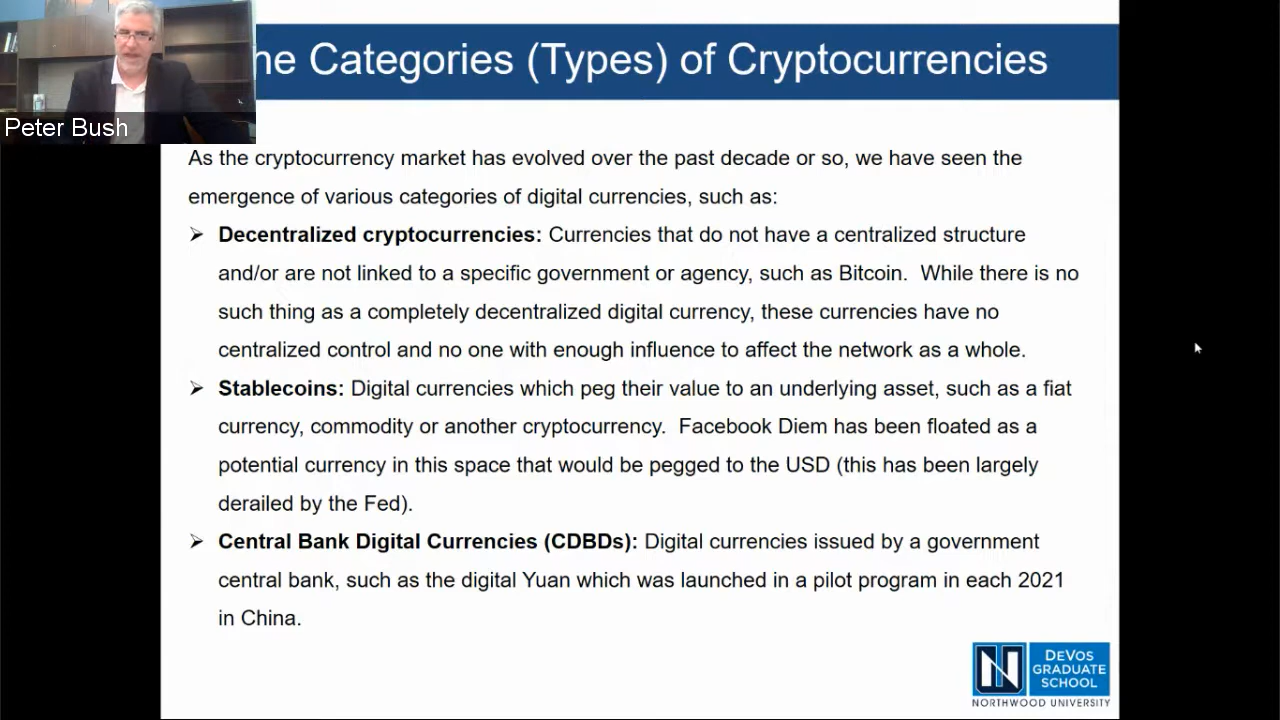 he Categories (Types) of Cryptocurrencies
Peter Bush
As the cryptocurrency market has evolved over the past decade or so, we have seen the
emergence of various categories of digital currencies, such as:
➢ Decentralized cryptocurrencies: Currencies that do not have a centralized structure
and/or are not linked to a specific government or agency, such as Bitcoin.  While there is no
such thing as a completely decentralized digital currency, these currencies have no
centralized control and no one with enough influence to affect the network as a whole.
➢ Stablecoins: Digital currencies which peg their value to an underlying asset, such as a fiat
currency, commodity or another cryptocurrency.  Facebook Diem has been floated as a
potential currency in this space that would be pegged to the USD (this has been largely
derailed by the Fed).
➢ Central Bank Digital Currencies (CDBDs): Digital currencies issued by a government
central bank, such as the digital Yuan which was launched in a pilot program in each 2021
in China.
N
DEVOS
GRADUATE
SCHOOL
NORTHWOOD UNIVERSITY